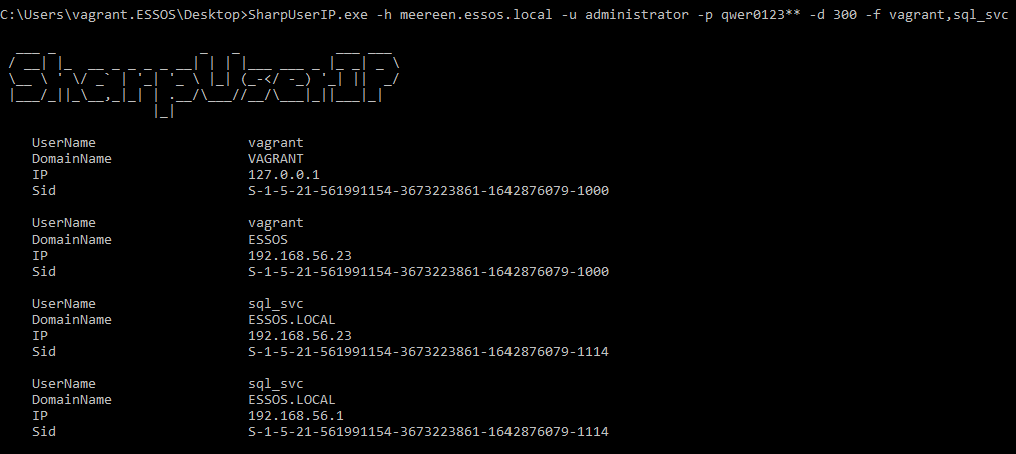 C:\Users\vagrant.ESSOS\Desktop>SharpUserIP.exe -h meereen.essos.local -u administrator -p qwer0123** -d 300 -f vagrant,sql_svc
SharpUserIP
UserName vagrant
DomainName VAGRANT
IP 127.0.0.1
Sid S-1-5-21-561991154-3673223861-1642876079-1000
UserName vagrant
DomainName ESSOS
IP 192.168.56.23
Sid S-1-5-21-561991154-3673223861-1642876079-1000
UserName sql_svc
DomainName ESSOS.LOCAL
IP 192.168.56.23
Sid S-1-5-21-561991154-3673223861-1642876079-1114
UserName sql_svc
DomainName ESSOS.LOCAL
IP 192.168.56.1
Sid S-1-5-21-561991154-3673223861-1642876079-1114